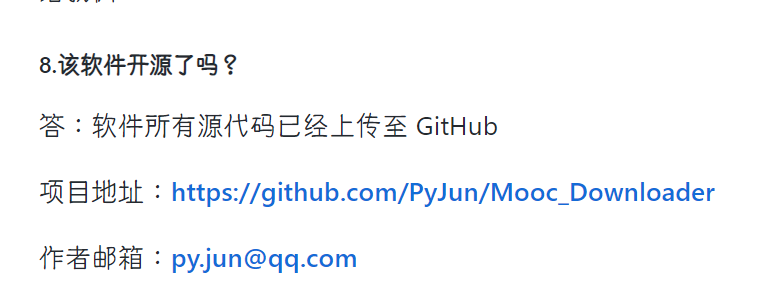 8.该软件开源了吗？
答：软件所有源代码已经上传至 GitHub
项目地址：https://github.com/PyJun/Mooc_Downloader
作者邮箱：py.jun@qq.com